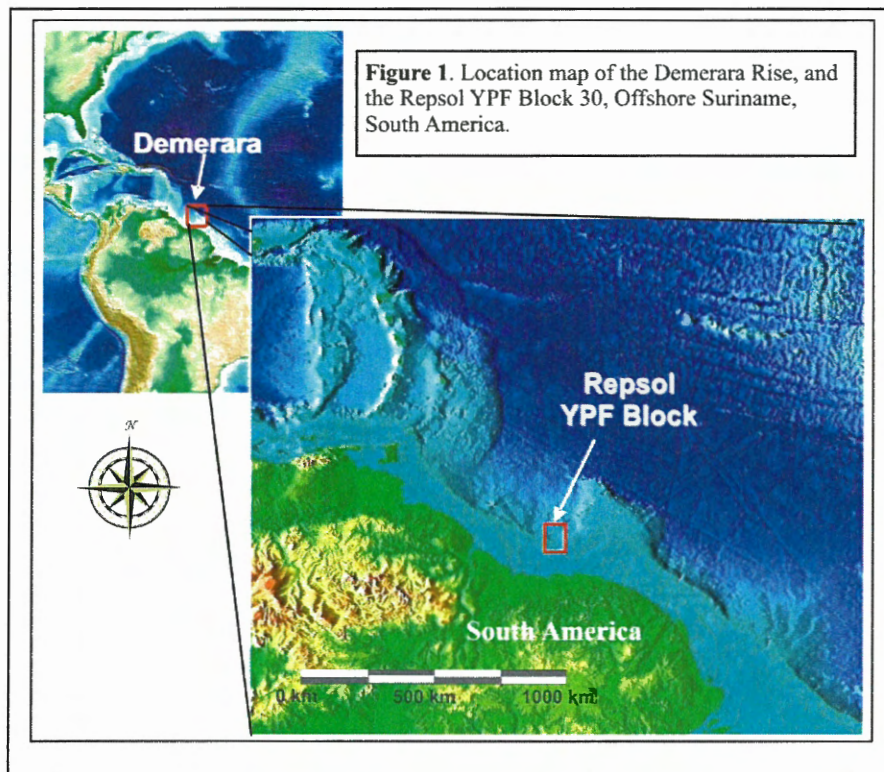 Figure 1. Location map of the Demerara Rise, and
the Repsol YPF Block 30, Offshore Suriname,
South America.
Demerara
Repsol
YPF Block
N
South America
0 km 500 km 1000 km